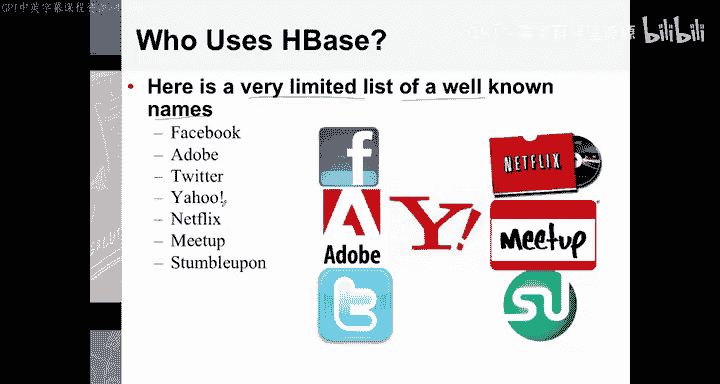 Who Uses HBase?
bilibili
• Here is a very limited list of a well known
names
– Facebook
– Adobe
– Twitter
– Yahoo!
– Netflix
– Meetup
– Stumbleupon
f
NETFLIX
Adobe
Y!
Meetup
t
su